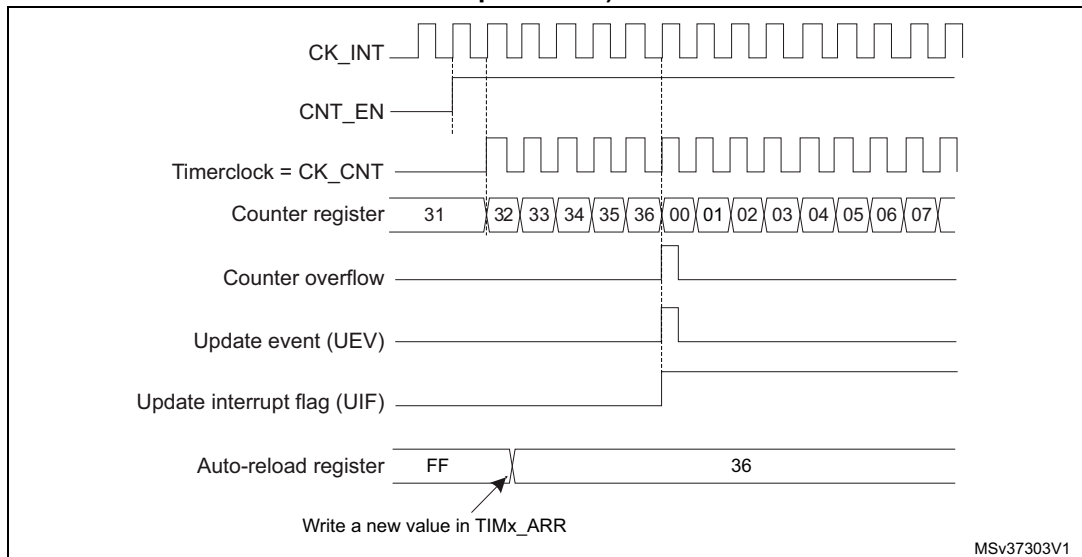 CK_INT
CNT_EN
Timerclock = CK_CNT
Counter register 31 32 33 34 35 36 00 01 02 03 04 05 06 07
Counter overflow
Update event (UEV)
Update interrupt flag (UIF)
Auto-reload register FF 36
Write a new value in TIMx_ARR
MSv37303V1